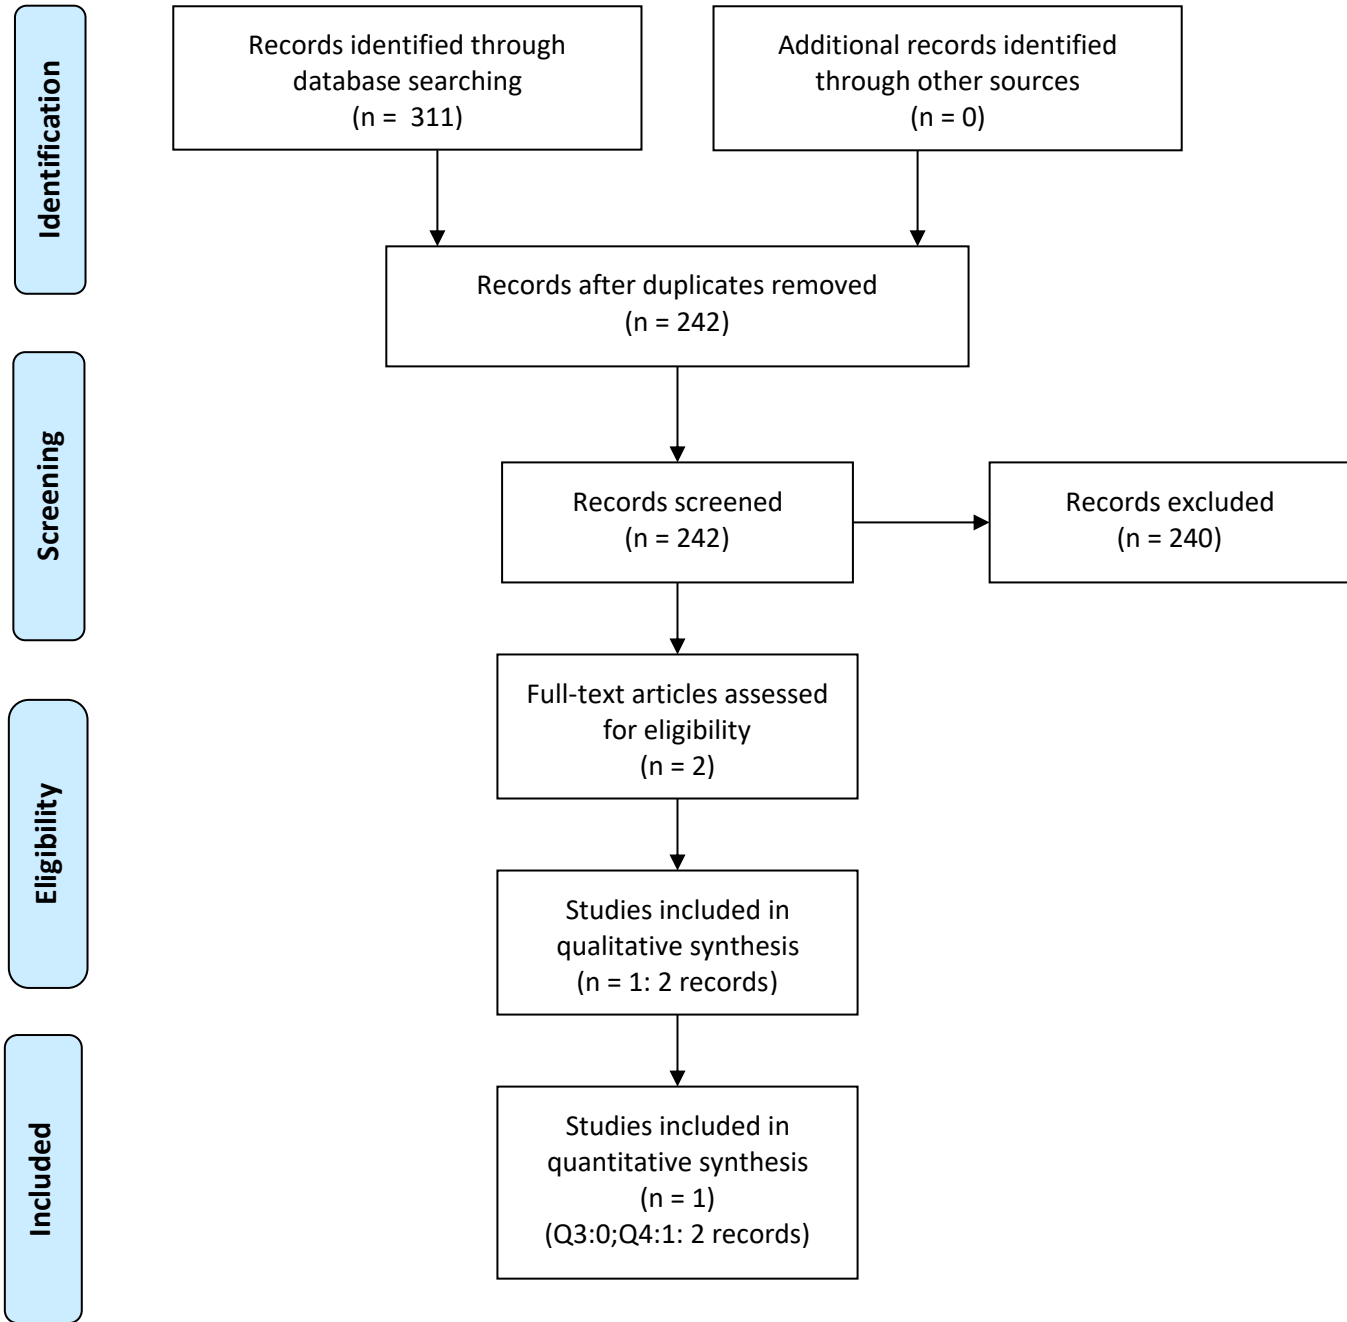 Identification
Records identified through
database searching
(n =  311)
Additional records identified
through other sources
(n = 0)
Records after duplicates removed
(n = 242)
Screening
Records screened
(n = 242)
Records excluded
(n = 240)
Eligibility
Full-text articles assessed
for eligibility
(n = 2)
Studies included in
qualitative synthesis
(n = 1: 2 records)
Included
Studies included in
quantitative synthesis
(n = 1)
(Q3:0;Q4:1: 2 records)